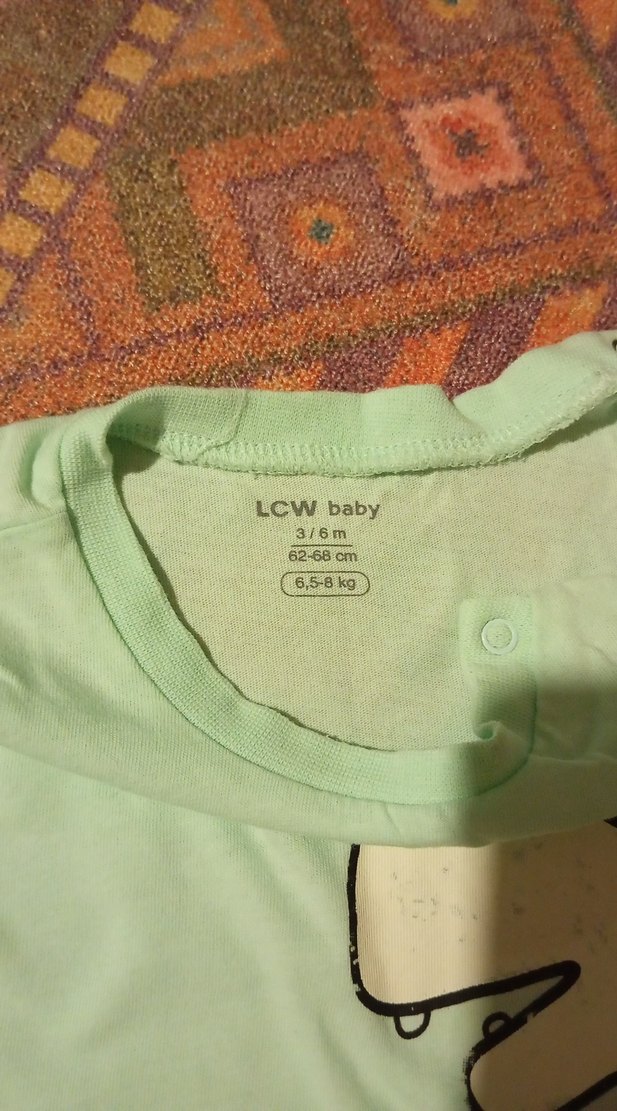 LCW baby
3 / 6 m
62-68 cm
6,5-8 kg